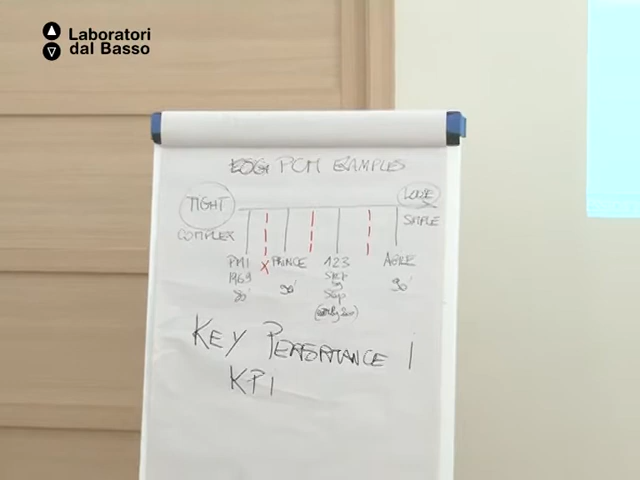 Laboratori
dal Basso
PCM EXAMPLES
TIGHT
LOOSE
COMPLEX
SIMPLE
PMI PRINCE 123 AGILE
1969 90' STEP 90'
80' by
X
Step
KEY PERFORMANCE I
KPI